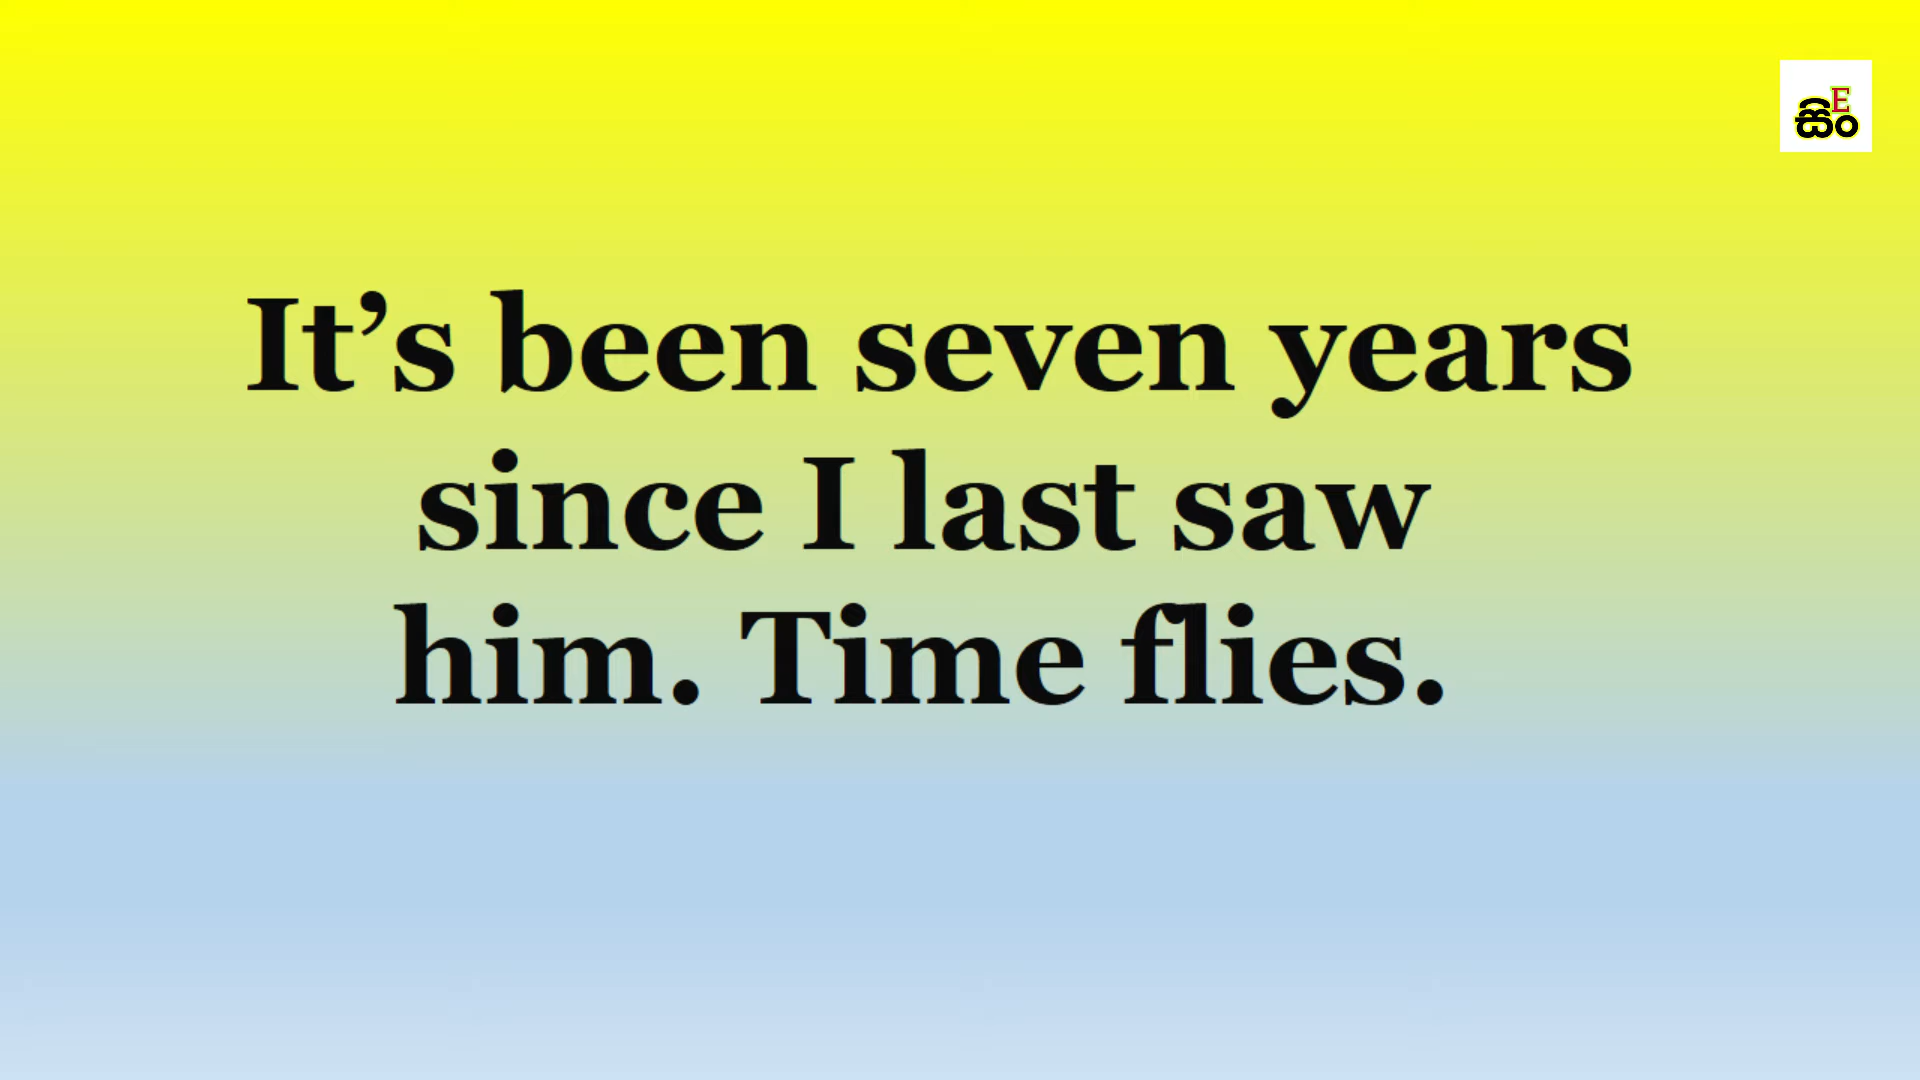 E
සිං
It’s been seven years
since I last saw
him. Time flies.